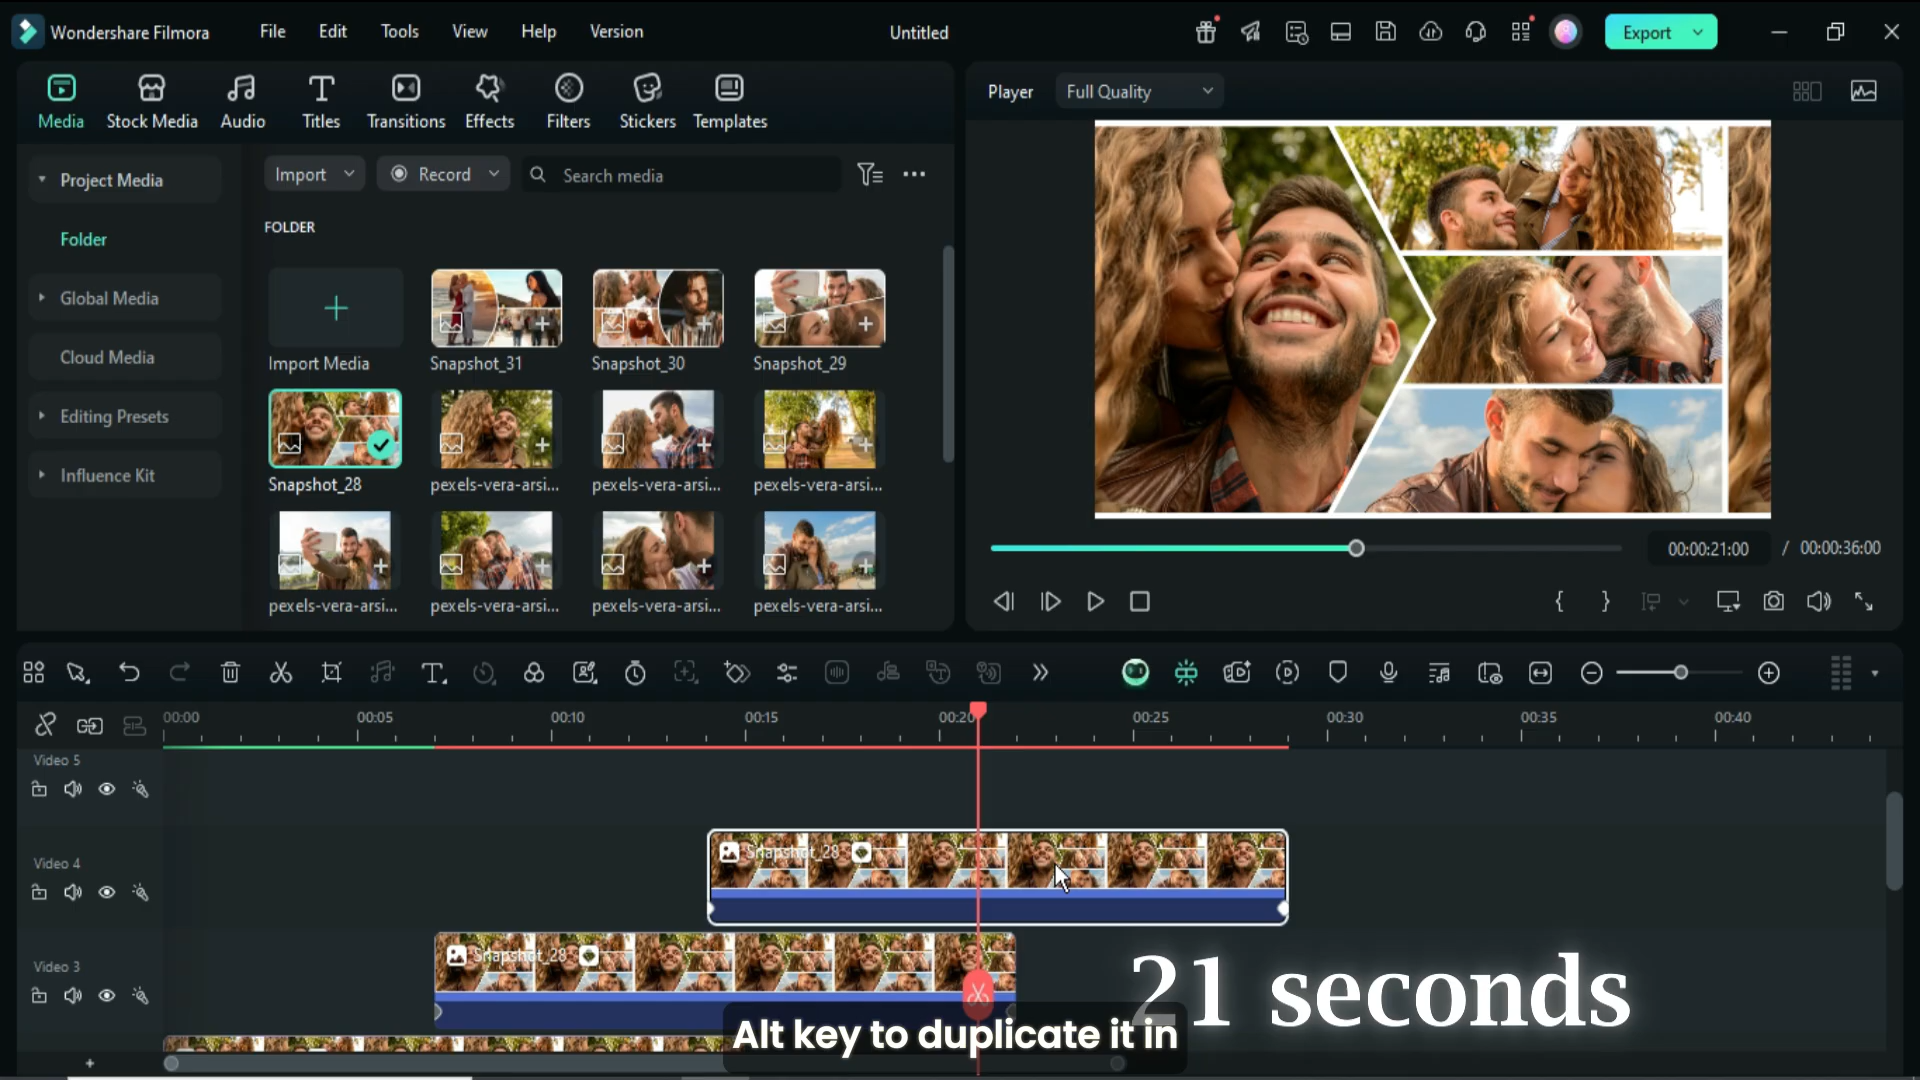 Wondershare Filmora
File Edit Tools View Help Version
Untitled
Export
Media Stock Media Audio Titles Transitions Effects Filters Stickers Templates
Player Full Quality
Project Media
Folder
Global Media
Cloud Media
Editing Presets
Influence Kit
Import Record Search media
FOLDER
Import Media Snapshot_31 Snapshot_30 Snapshot_29
Snapshot_28 pexels-vera-arsi... pexels-vera-arsi... pexels-vera-arsi...
pexels-vera-arsi... pexels-vera-arsi... pexels-vera-arsi... pexels-vera-arsi...
00:00:21:00 / 00:00:36:00
00:00 00:05 00:10 00:15 00:20 00:25 00:30 00:35 00:40
Video 5
Video 4
Snapshot_28
Video 3
Snapshot_28
21 seconds
Alt key to duplicate it in